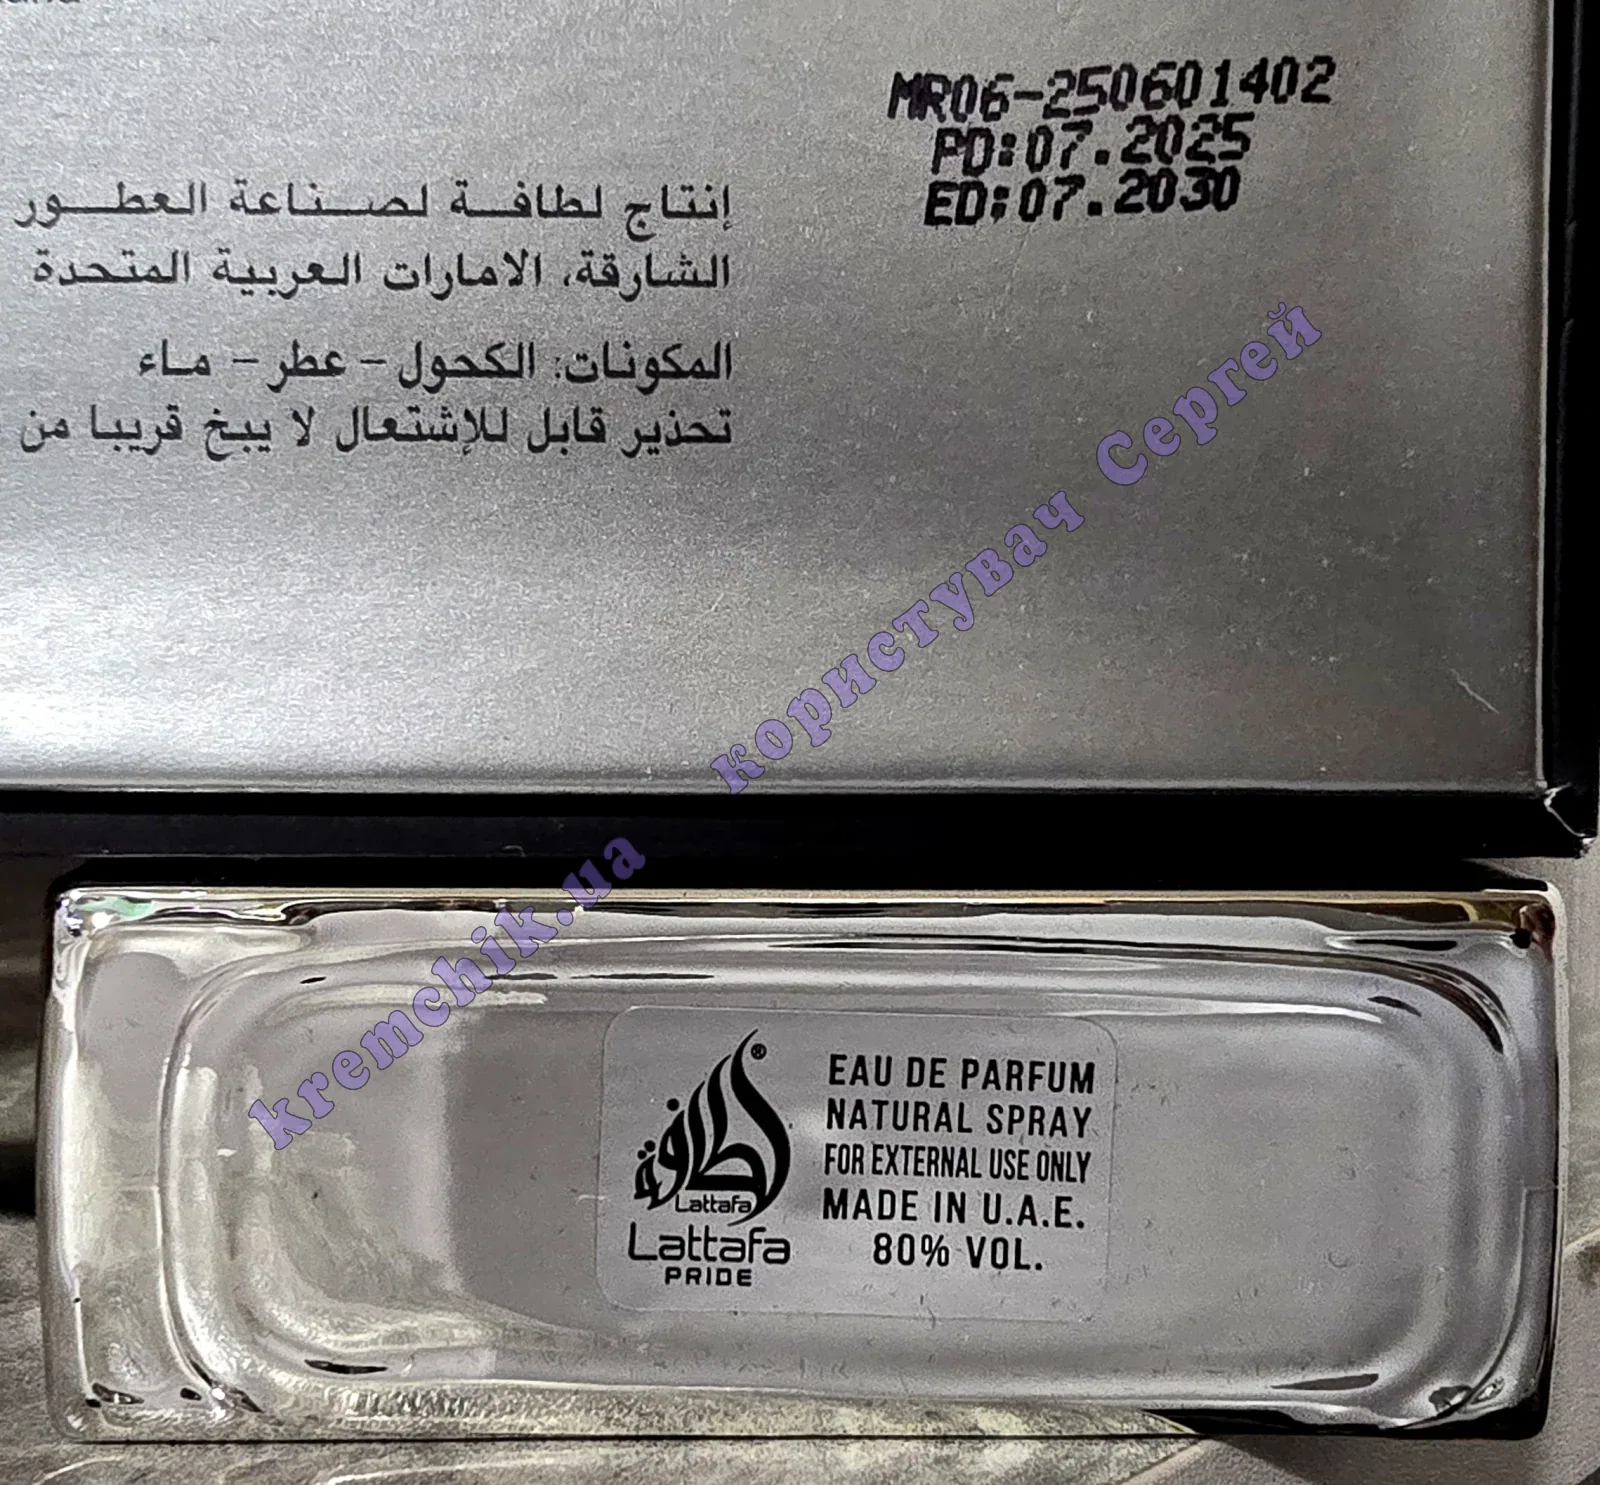 MR06-250601402
PD:07.2025
ED:07.2030
إنتاج لطافة لصناعة العطور
الشارقة، الامارات العربية المتحدة
المكونات: الكحول - عطر - ماء
تحذير قابل للإشتعال لا يبخ قريبا من
користувач Сергей
kremchik.ua
لطافة
®
Lattafa
Lattafa
PRIDE
EAU DE PARFUM
NATURAL SPRAY
FOR EXTERNAL USE ONLY
MADE IN U.A.E.
80% VOL.